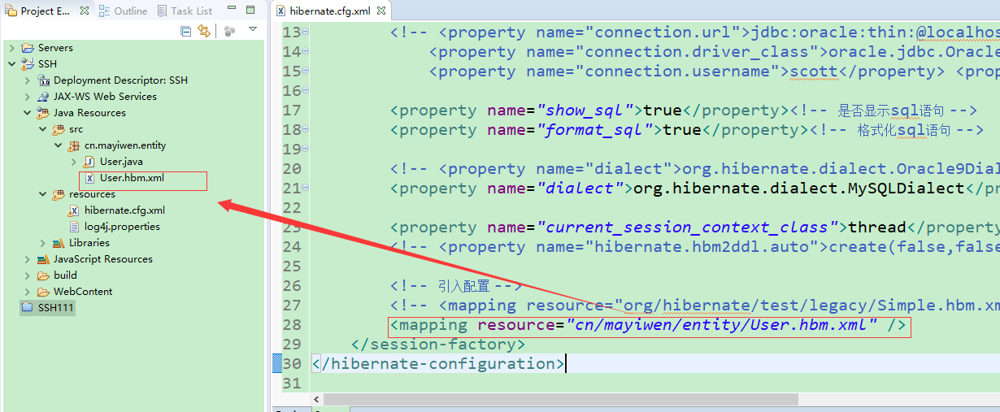 Project E...
Outline
Task List
Servers
SSH
Deployment Descriptor: SSH
3.0
JAX-WS Web Services
Java Resources
src
cn.mayiwen.entity
User.java
User.hbm.xml
resources
hibernate.cfg.xml
log4j.properties
Libraries
JavaScript Resources
build
WebContent
SSH111
hibernate.cfg.xml
13 <!-- <property name="connection.url">jdbc:oracle:thin:@localhos
14 <property name="connection.driver_class">oracle.jdbc.Oracle
15 <property name="connection.username">scott</property> <prop
16
17 <property name="show_sql">true</property><!-- 是否显示sql语句 -->
18 <property name="format_sql">true</property><!-- 格式化sql语句 -->
19
20 <!-- <property name="dialect">org.hibernate.dialect.Oracle9Dial
21 <property name="dialect">org.hibernate.dialect.MySQLDialect</pr
22
23 <property name="current_session_context_class">thread</property
24 <!-- <property name="hibernate.hbm2ddl.auto">create(false,false
25
26 <!-- 引入配置 -->
27 <!-- <mapping resource="org/hibernate/test/legacy/Simple.hbm.xm
28 <mapping resource="cn/mayiwen/entity/User.hbm.xml" />
29 </session-factory>
30 </hibernate-configuration>
31